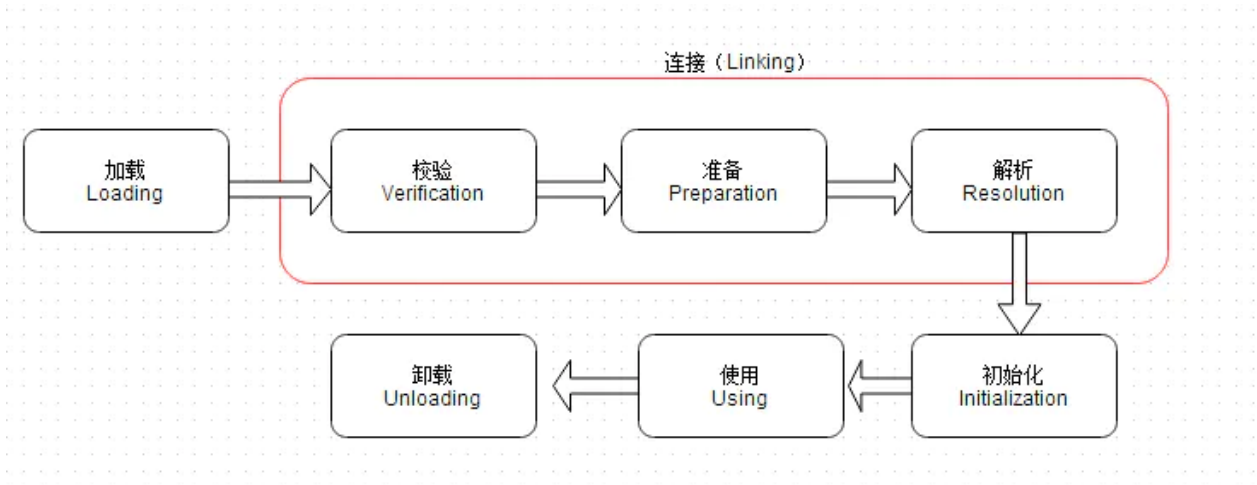 连接（Linking）
加载
Loading
校验
Verification
准备
Preparation
解析
Resolution
初始化
Initialization
使用
Using
卸载
Unloading